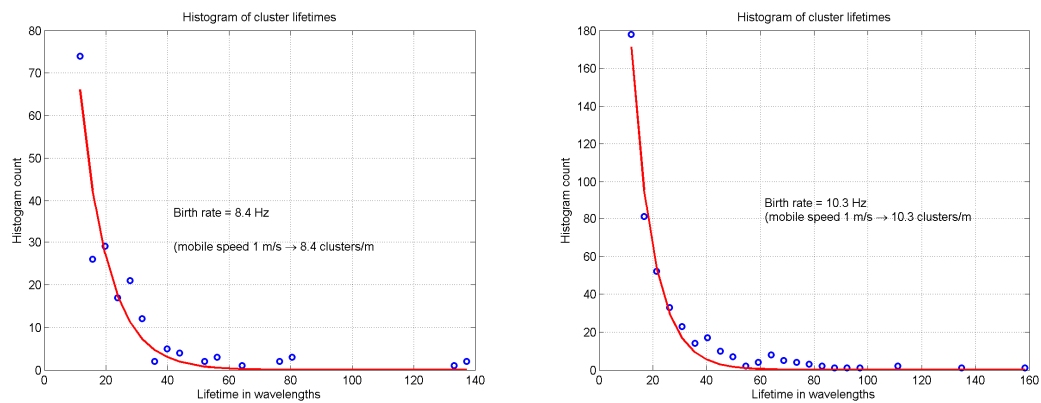 Histogram of cluster lifetimes
80
70
60
50
40
30
20
10
0
Histogram count
Birth rate = 8.4 Hz
(mobile speed 1 m/s → 8.4 clusters/m
0 20 40 60 80 100 120 140
Lifetime in wavelengths
Histogram of cluster lifetimes
180
160
140
120
100
80
60
40
20
0
Histogram count
Birth rate = 10.3 Hz
(mobile speed 1 m/s → 10.3 clusters/m
0 20 40 60 80 100 120 140 160
Lifetime in wavelengths